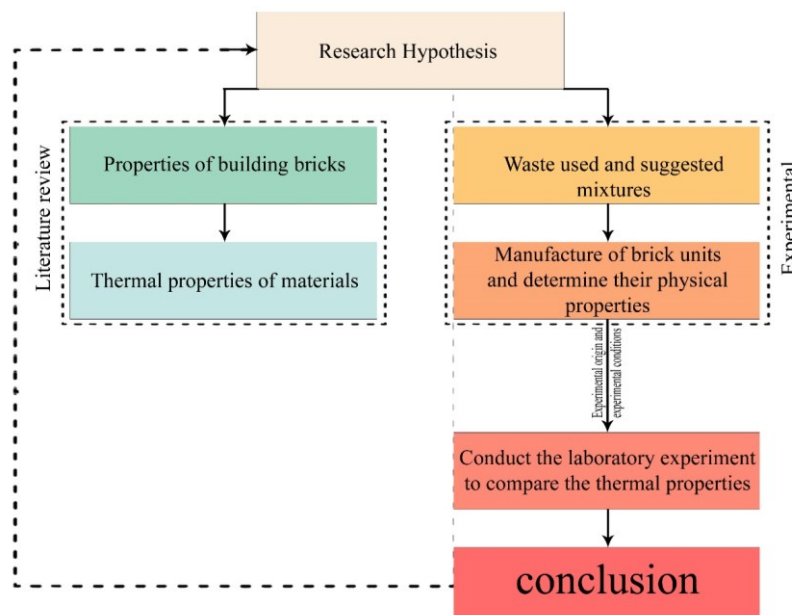 Research Hypothesis
Literature review
Properties of building bricks
Thermal properties of materials
Waste used and suggested
mixtures
Manufacture of brick units
and determine their physical
properties
Experimental
Experimental origin and
experimental conditions
Conduct the laboratory experiment
to compare the thermal properties
conclusion